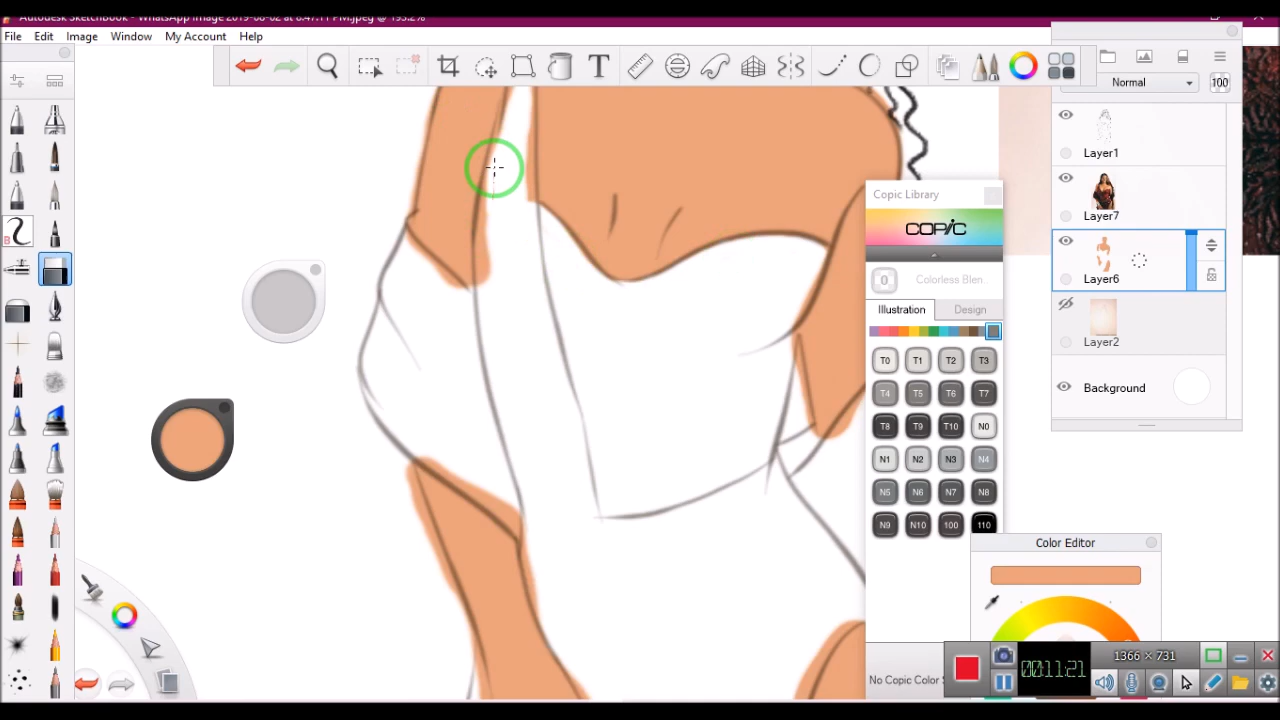 Autodesk SketchBook - WhatsApp Image 2019-08-02 at 8.47.11 PM.jpeg @ 193.2%
File Edit Image Window My Account Help
T
Normal 100
Layer1
Layer7
Layer6
Layer2
Background
B
Copic Library
COPIC
0 Colorless Blen..
Illustration Design
T0 T1 T2 T3
T4 T5 T6 T7
T8 T9 T10 N0
N1 N2 N3 N4
N5 N6 N7 N8
N9 N10 100 110
Color Editor
No Copic Color
00:11:21
1366 × 731